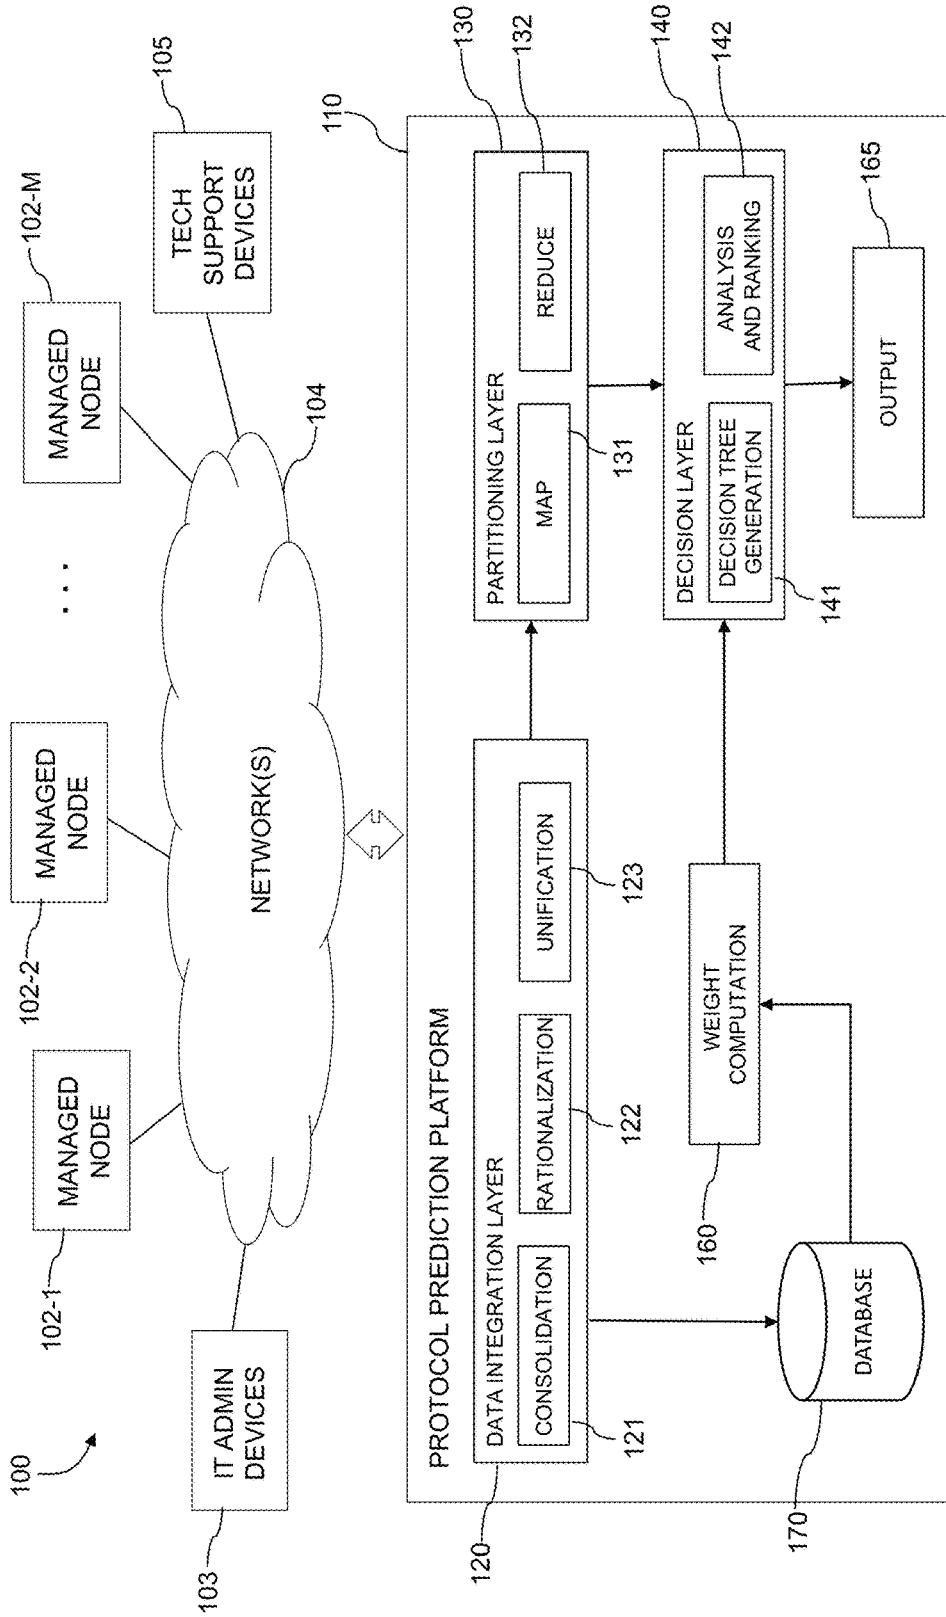 100
102-1
MANAGED
NODE
102-2
MANAGED
NODE
. . .
MANAGED
NODE
102-M
IT ADMIN
DEVICES
103
NETWORK(S)
104
TECH
SUPPORT
DEVICES
105
110
PROTOCOL PREDICTION PLATFORM
120
DATA INTEGRATION LAYER
CONSOLIDATION
121
RATIONALIZATION
122
UNIFICATION
123
PARTITIONING LAYER
130
MAP
131
REDUCE
132
WEIGHT
COMPUTATION
160
DECISION LAYER
140
DECISION TREE
GENERATION
141
ANALYSIS
AND RANKING
142
DATABASE
170
OUTPUT
165